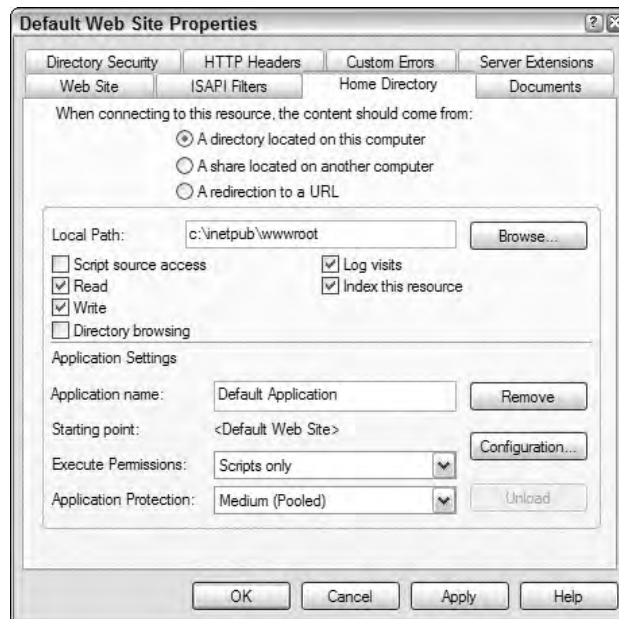 Default Web Site Properties
Directory Security HTTP Headers Custom Errors Server Extensions
Web Site ISAPI Filters Home Directory Documents
When connecting to this resource, the content should come from:
A directory located on this computer
A share located on another computer
A redirection to a URL
Local Path: c:\inetpub\wwwroot Browse...
Script source access Log visits
Read Index this resource
Write
Directory browsing
Application Settings
Application name: Default Application Remove
Starting point: <Default Web Site>
Configuration...
Execute Permissions: Scripts only
Application Protection: Medium (Pooled) Unload
OK Cancel Apply Help